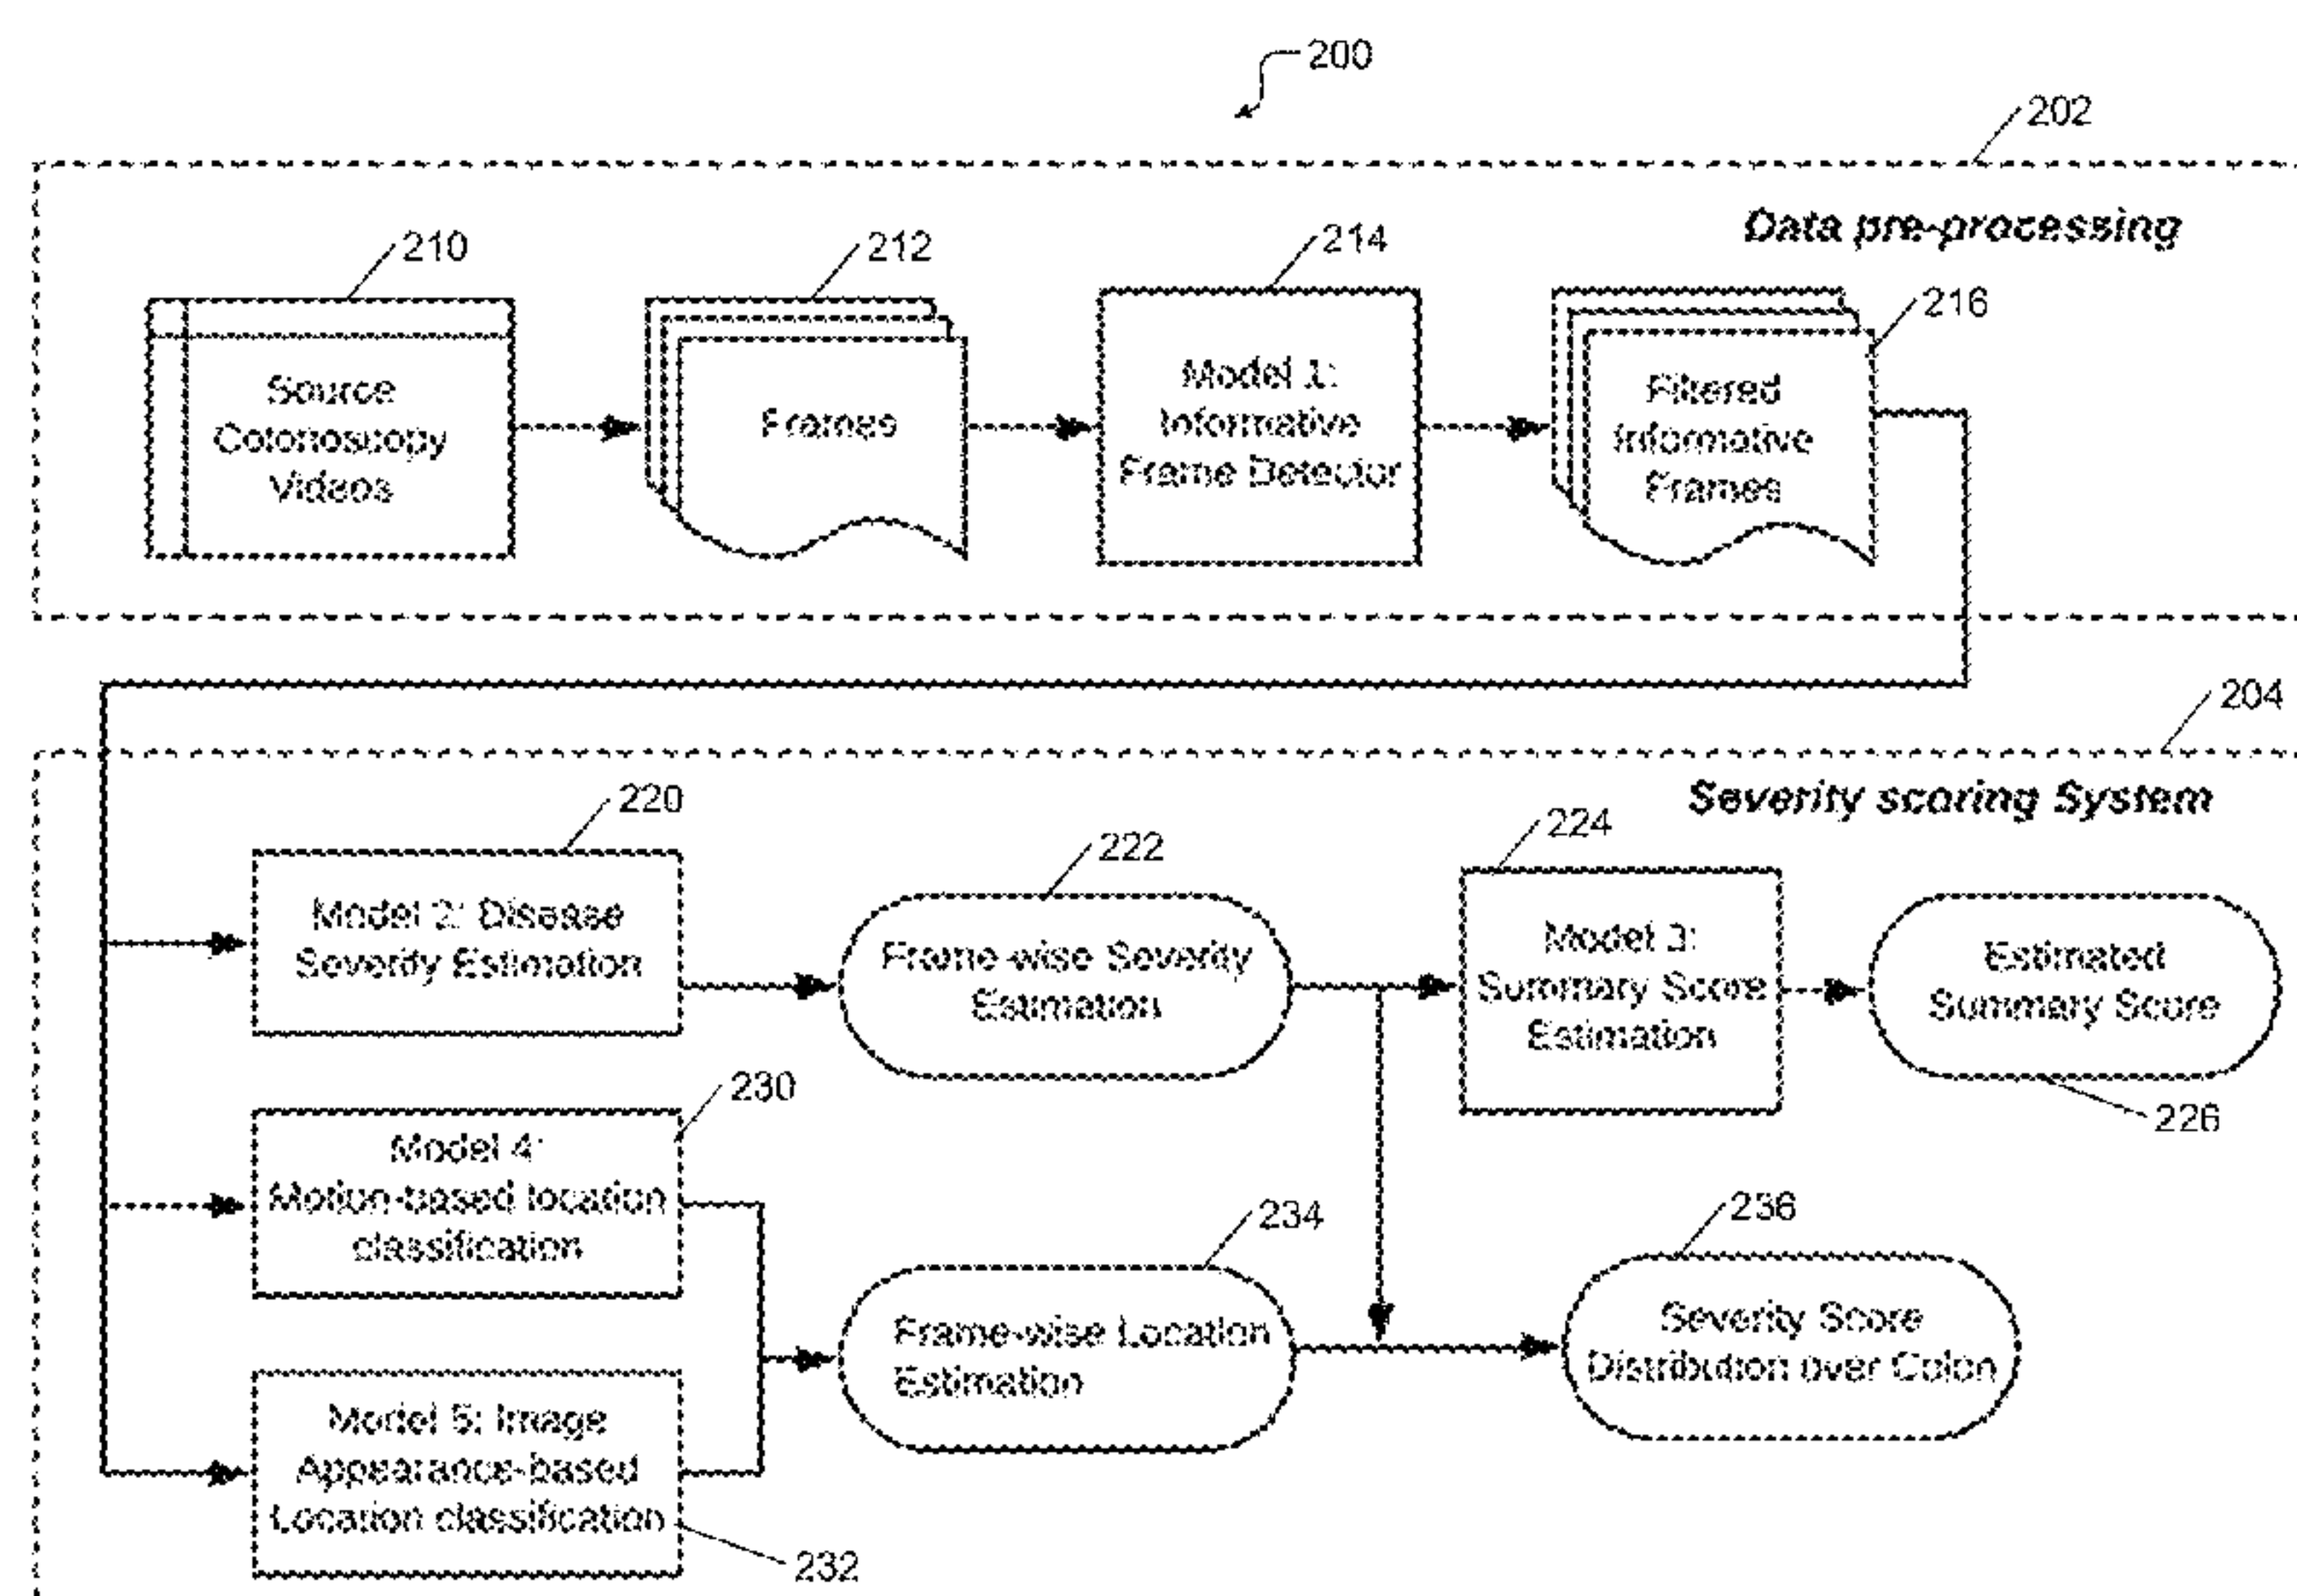 200
202
Data pre-processing
210
212
214
216
Source
Colonoscopy
Videos
Frames
Model 1:
Informative
Frame Detector
Filtered
Informative
Frames
204
Severity scoring System
220
222
224
Model 2: Disease
Severity Estimation
Frame-wise Severity
Estimation
Model 3:
Summary Score
Estimation
Estimated
Summary Score
226
230
Model 4:
Motion-based location
classification
234
236
Frame-wise Location
Estimation
Severity Score
Distribution over Colon
Model 5: Image
Appearance-based
Location classification
232